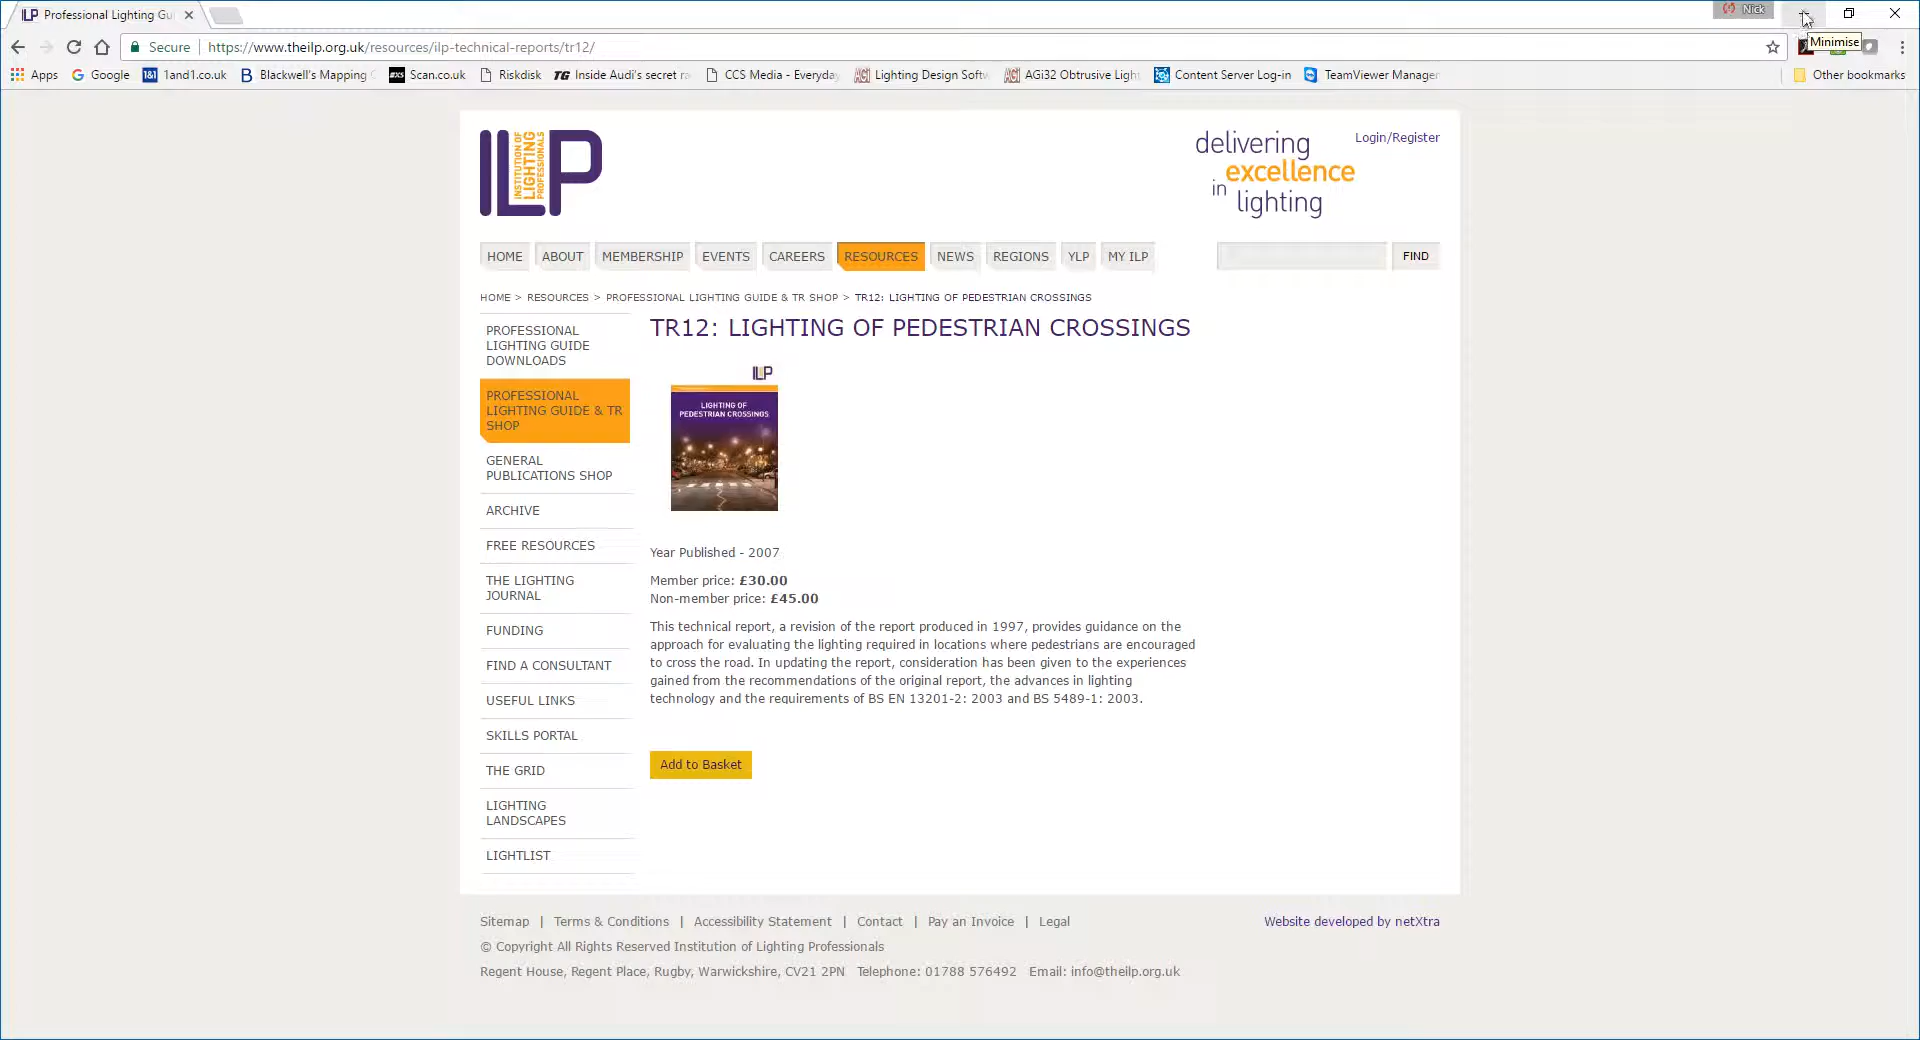 Professional Lighting Gu
Nick
Secure
https://www.theilp.org.uk/resources/ilp-technical-reports/tr12/
Minimise
Apps
Google
1&1 1and1.co.uk
Blackwell's Mapping
Scan.co.uk
Riskdisk
TG Inside Audi's secret ra
CCS Media - Everyday
AGi Lighting Design Softw
AGi AGi32 Obtrusive Light
Content Server Log-in
TeamViewer Manager
Other bookmarks
ILP
INSTITUTION OF
LIGHTING
PROFESSIONALS
delivering
excellence
in
lighting
Login/Register
HOME ABOUT MEMBERSHIP EVENTS CAREERS RESOURCES NEWS REGIONS YLP MY ILP FIND
HOME > RESOURCES > PROFESSIONAL LIGHTING GUIDE & TR SHOP > TR12: LIGHTING OF PEDESTRIAN CROSSINGS
PROFESSIONAL
LIGHTING GUIDE
DOWNLOADS
PROFESSIONAL
LIGHTING GUIDE & TR
SHOP
GENERAL
PUBLICATIONS SHOP
ARCHIVE
FREE RESOURCES
THE LIGHTING
JOURNAL
FUNDING
FIND A CONSULTANT
USEFUL LINKS
SKILLS PORTAL
THE GRID
LIGHTING
LANDSCAPES
LIGHTLIST
TR12: LIGHTING OF PEDESTRIAN CROSSINGS
ILP
LIGHTING OF
PEDESTRIAN CROSSINGS
Year Published - 2007
Member price: £30.00
Non-member price: £45.00
This technical report, a revision of the report produced in 1997, provides guidance on the
approach for evaluating the lighting required in locations where pedestrians are encouraged
to cross the road. In updating the report, consideration has been given to the experiences
gained from the recommendations of the original report, the advances in lighting
technology and the requirements of BS EN 13201-2: 2003 and BS 5489-1: 2003.
Add to Basket
Sitemap | Terms & Conditions | Accessibility Statement | Contact | Pay an Invoice | Legal
Website developed by netXtra
© Copyright All Rights Reserved Institution of Lighting Professionals
Regent House, Regent Place, Rugby, Warwickshire, CV21 2PN Telephone: 01788 576492 Email: info@theilp.org.uk